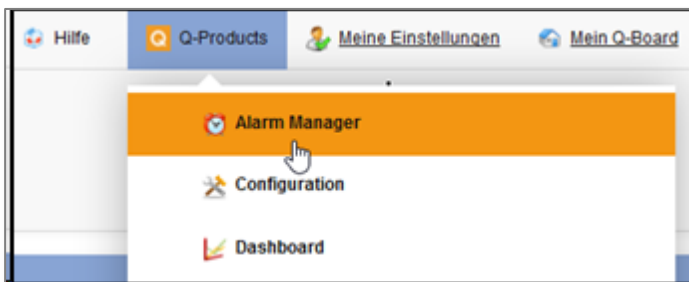 Hilfe Q Q-Products Meine Einstellungen Mein Q-Board
Alarm Manager
Configuration
Dashboard